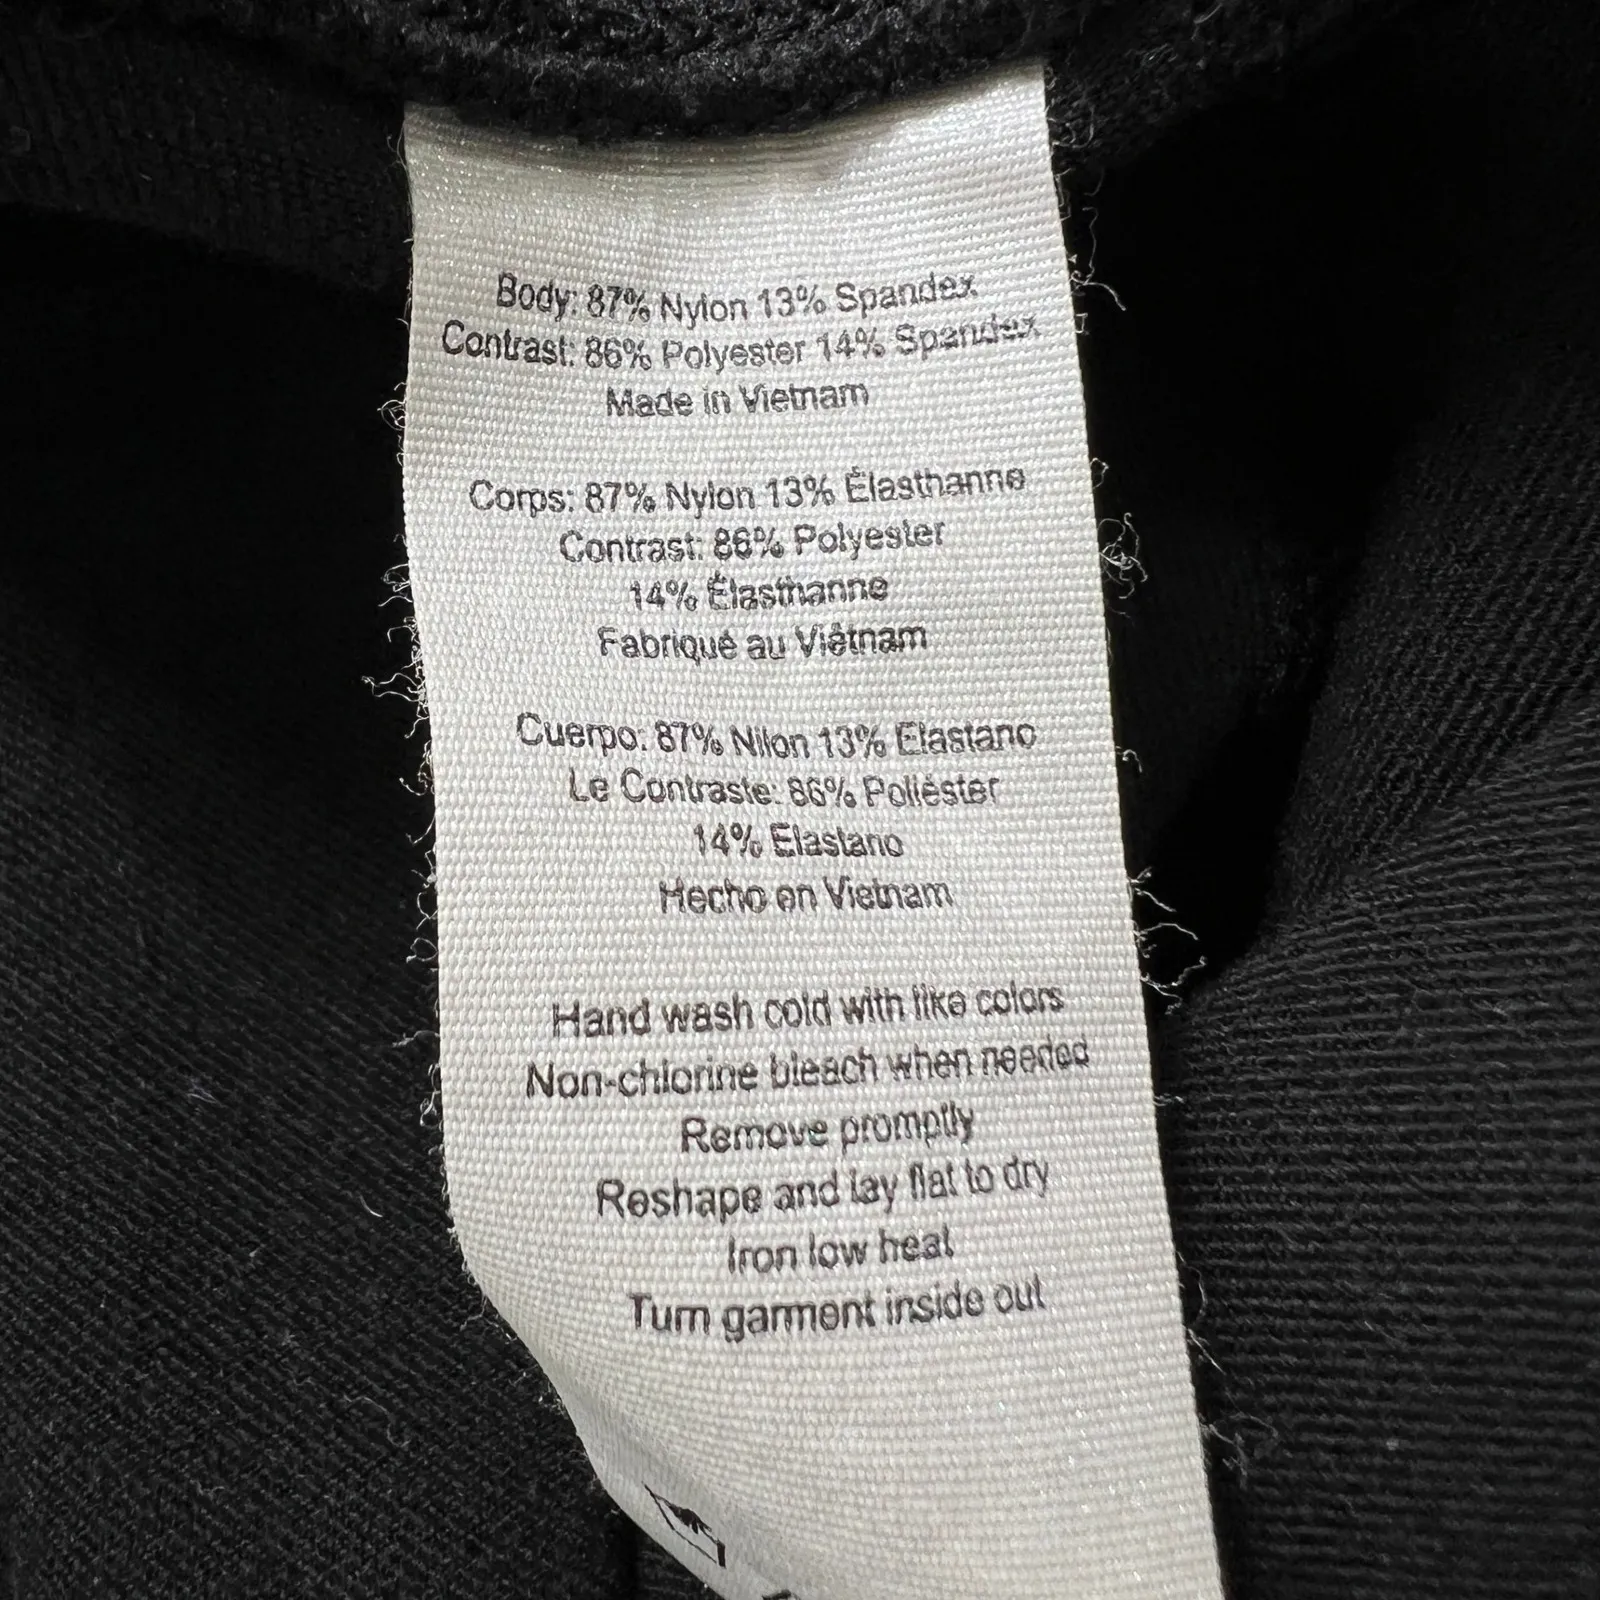 Body: 87% Nylon 13% Spandex
Contrast: 86% Polyester 14% Spandex
Made in Vietnam
Corps: 87% Nylon 13% Élasthanne
Contrast: 86% Polyester
14% Élasthanne
Fabriqué au Viêtnam
Cuerpo: 87% Nilon 13% Elastano
Le Contraste: 86% Poliéster
14% Elastano
Hecho en Vietnam
Hand wash cold with like colors
Non-chlorine bleach when needed
Remove promptly
Reshape and lay flat to dry
Iron low heat
Turn garment inside out